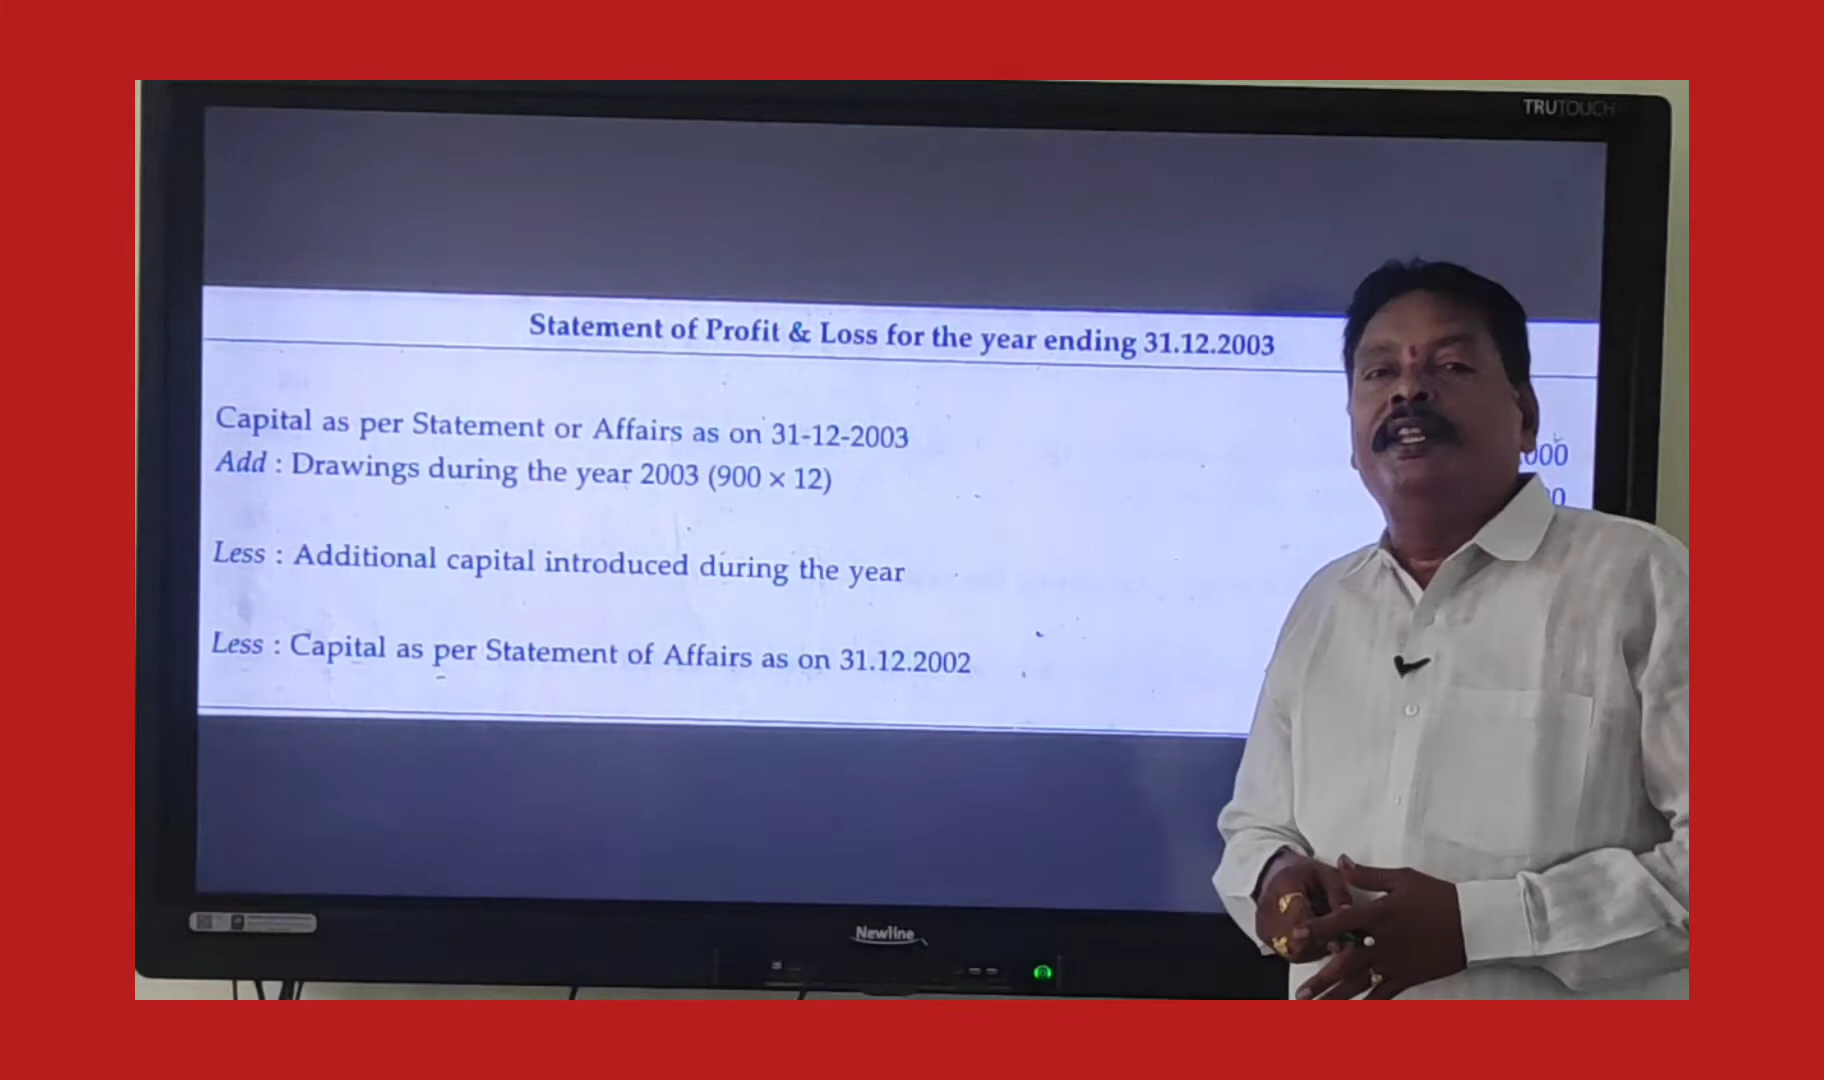 TRUTOUCH
Statement of Profit & Loss for the year ending 31.12.2003
Capital as per Statement or Affairs as on 31-12-2003
Add : Drawings during the year 2003 (900 × 12)
Less : Additional capital introduced during the year
Less : Capital as per Statement of Affairs as on 31.12.2002
Newline